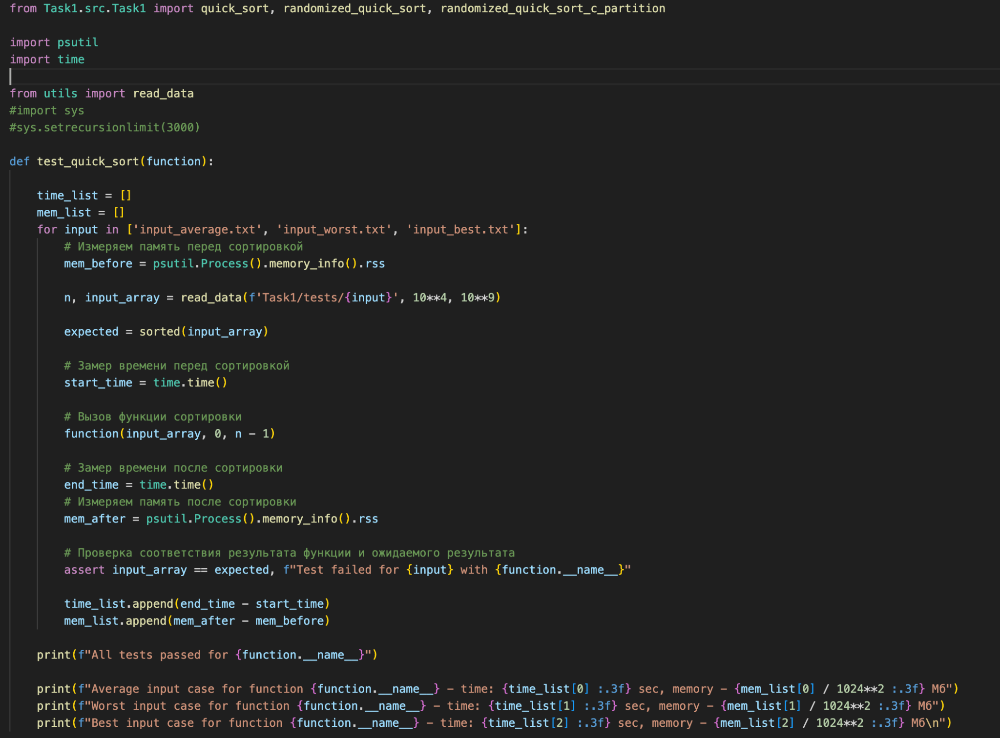 from Task1.src.Task1 import quick_sort, randomized_quick_sort, randomized_quick_sort_c_partition
import psutil
import time
from utils import read_data
#import sys
#sys.setrecursionlimit(3000)
def test_quick_sort(function):
time_list = []
mem_list = []
for input in ['input_average.txt', 'input_worst.txt', 'input_best.txt']:
# Измеряем память перед сортировкой
mem_before = psutil.Process().memory_info().rss
n, input_array = read_data(f'Task1/tests/{input}', 10**4, 10**9)
expected = sorted(input_array)
# Замер времени перед сортировкой
start_time = time.time()
# Вызов функции сортировки
function(input_array, 0, n - 1)
# Замер времени после сортировки
end_time = time.time()
# Измеряем память после сортировки
mem_after = psutil.Process().memory_info().rss
# Проверка соответствия результата функции и ожидаемого результата
assert input_array == expected, f"Test failed for {input} with {function.__name__}"
time_list.append(end_time - start_time)
mem_list.append(mem_after - mem_before)
print(f"All tests passed for {function.__name__}")
print(f"Average input case for function {function.__name__} - time: {time_list[0] :.3f} sec, memory - {mem_list[0] / 1024**2 :.3f} Мб")
print(f"Worst input case for function {function.__name__} - time: {time_list[1] :.3f} sec, memory - {mem_list[1] / 1024**2 :.3f} Мб")
print(f"Best input case for function {function.__name__} - time: {time_list[2] :.3f} sec, memory - {mem_list[2] / 1024**2 :.3f} Мб\n")